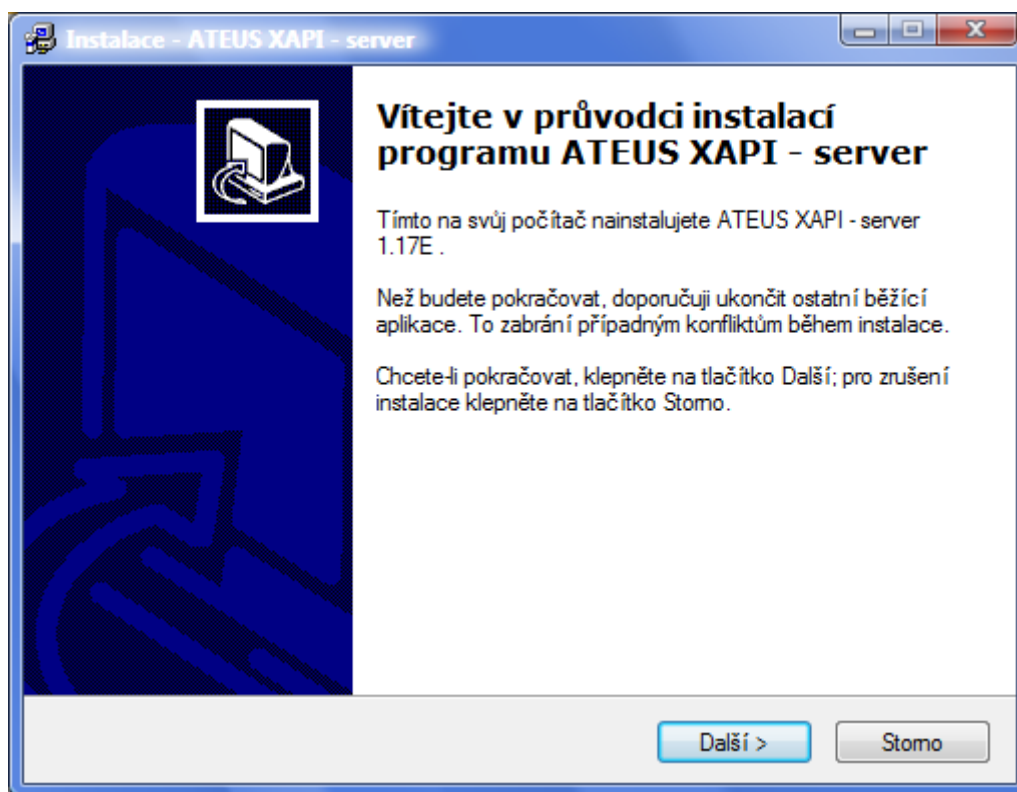 Instalace - ATEUS XAPI - server
Vítejte v průvodci instalací
programu ATEUS XAPI - server
Tímto na svůj počítač nainstalujete ATEUS XAPI - server
1.17E .
Než budete pokračovat, doporučuji ukončit ostatní běžící
aplikace. To zabrání případným konfliktům během instalace.
Chcete-li pokračovat, klepněte na tlačítko Další; pro zrušení
instalace klepněte na tlačítko Storno.
Další >
Storno